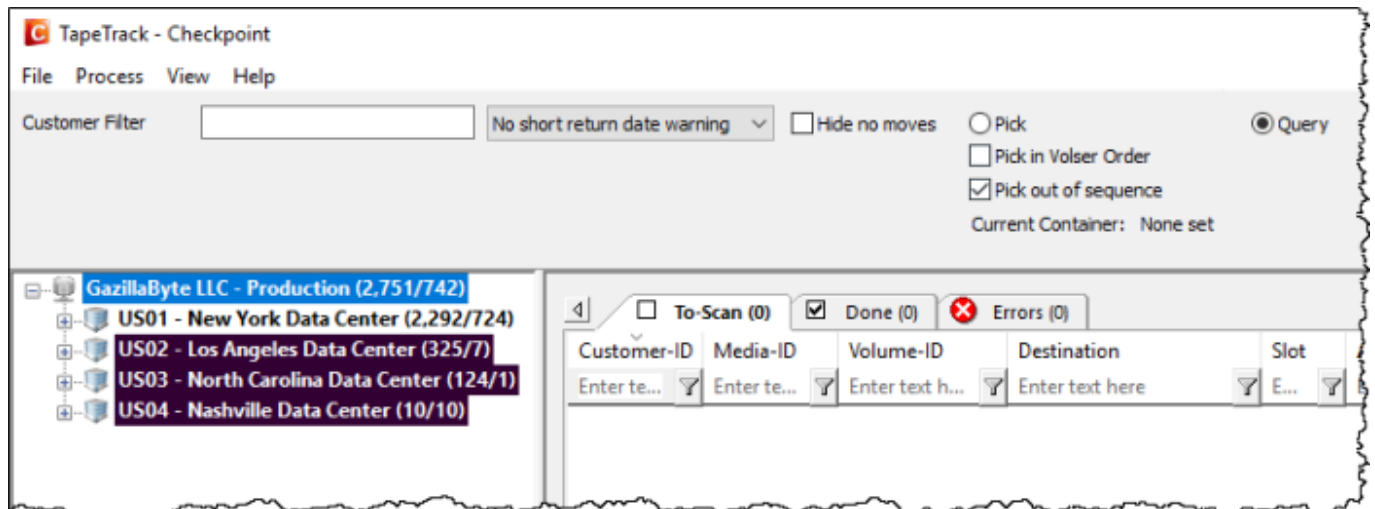 TapeTrack - Checkpoint
File Process View Help
Customer Filter No short return date warning Hide no moves Pick Query
Pick in Volser Order
Pick out of sequence
Current Container: None set
GazillaByte LLC - Production (2,751/742)
US01 - New York Data Center (2,292/724)
US02 - Los Angeles Data Center (325/7)
US03 - North Carolina Data Center (124/1)
US04 - Nashville Data Center (10/10)
To-Scan (0) Done (0) Errors (0)
Customer-ID Media-ID Volume-ID Destination Slot
Enter te... Enter te... Enter text h... Enter text here E...